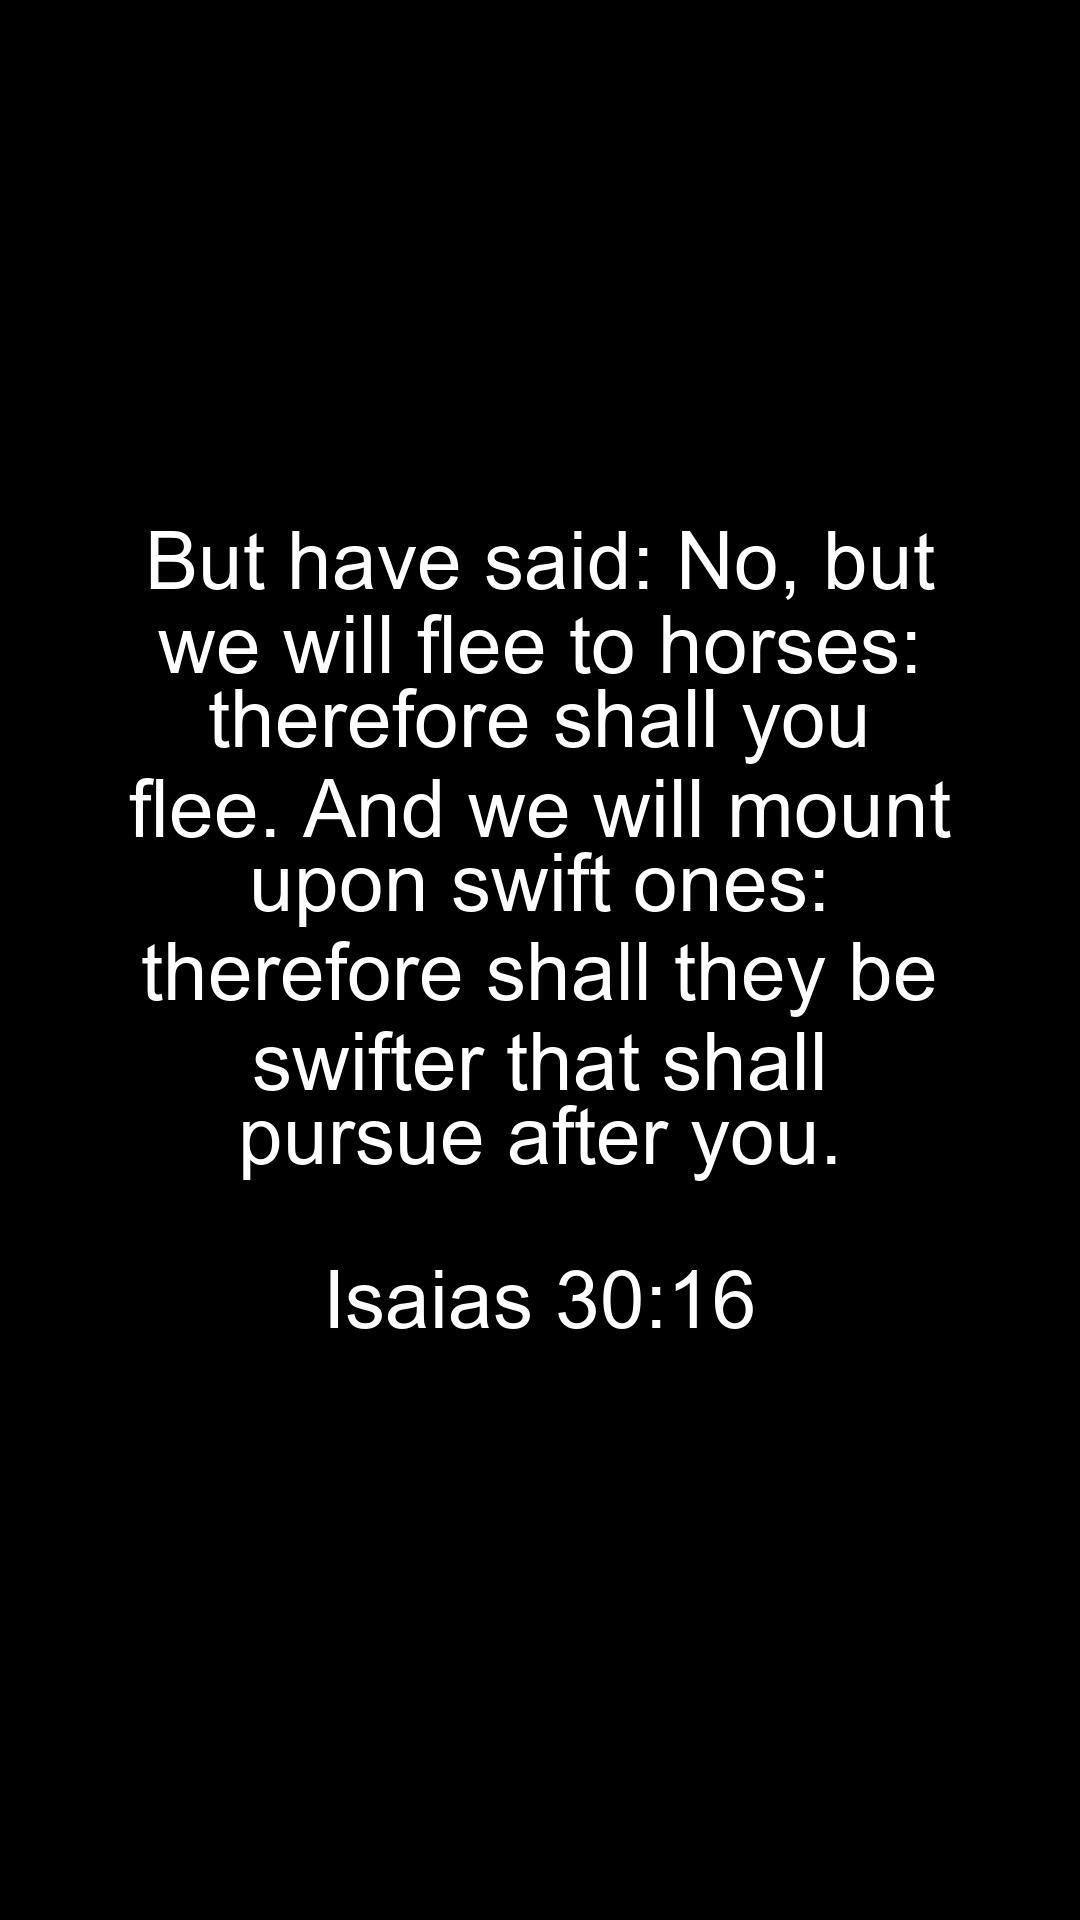 But have said: No, but
we will flee to horses:
therefore shall you
flee. And we will mount
upon swift ones:
therefore shall they be
swifter that shall
pursue after you.
Isaias 30:16